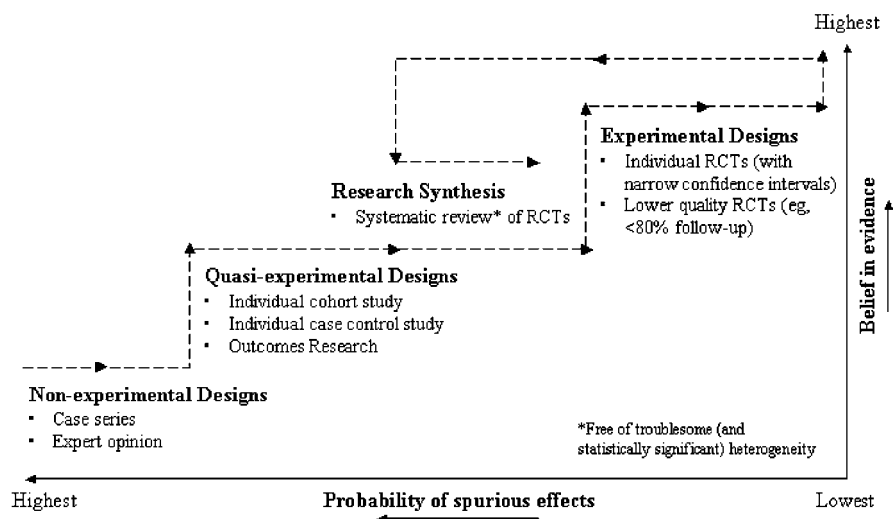 Highest
Experimental Designs
▪ Individual RCTs (with
narrow confidence intervals)
▪ Lower quality RCTs (eg,
<80% follow-up)
Research Synthesis
▪ Systematic review* of RCTs
Quasi-experimental Designs
▪ Individual cohort study
▪ Individual case control study
▪ Outcomes Research
Non-experimental Designs
▪ Case series
▪ Expert opinion
Belief in evidence
*Free of troublesome (and
statistically significant) heterogeneity
Highest
Probability of spurious effects
Lowest